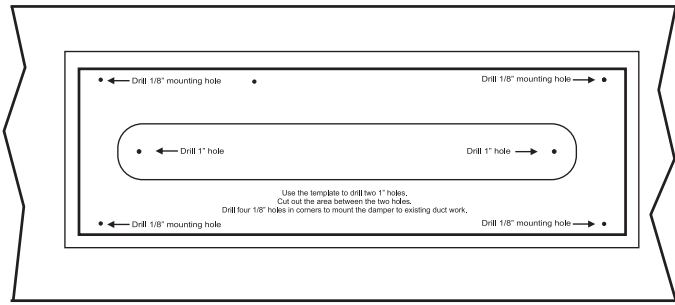 Drill 1/8" mounting hole
Drill 1/8" mounting hole
Drill 1" hole
Drill 1" hole
Use the template to drill two 1" holes.
Cut out the area between the two holes.
Drill four 1/8" holes in corners to mount the damper to existing duct work.
Drill 1/8" mounting hole
Drill 1/8" mounting hole